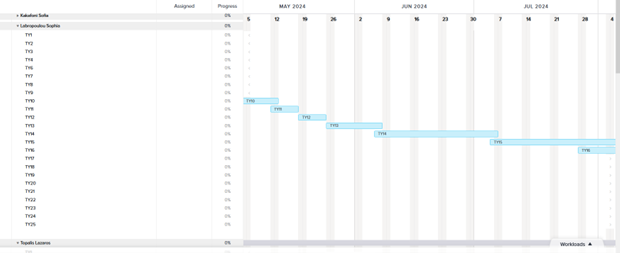 Assigned Progress MAY 2024 JUN 2024 JUL 2024
5 12 19 26 2 9 16 23 30 7 14 21 28 4
Kakafoni Sofia 0%
Labropoulou Sophia 0%
TY1 0%
TY2 0%
TY3 0%
TY4 0%
TY6 0%
TY7 0%
TY8 0%
TY9 0%
TY10 0% TY10
TY11 0% TY11
TY12 0% TY12
TY13 0% TY13
TY14 0% TY14
TY15 0% TY15
TY16 0% TY16
TY17 0%
TY18 0%
TY19 0%
TY20 0%
TY21 0%
TY22 0%
TY23 0%
TY24 0%
TY25 0%
Topalis Lazaros 0%
Workloads